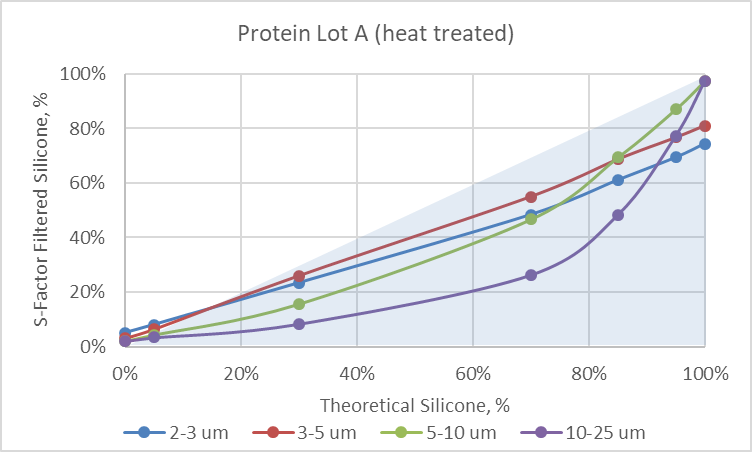 Protein Lot A (heat treated)
S-Factor Filtered Silicone, %
100%
80%
60%
40%
20%
0%
0% 20% 40% 60% 80% 100%
Theoretical Silicone, %
2-3 um 3-5 um 5-10 um 10-25 um